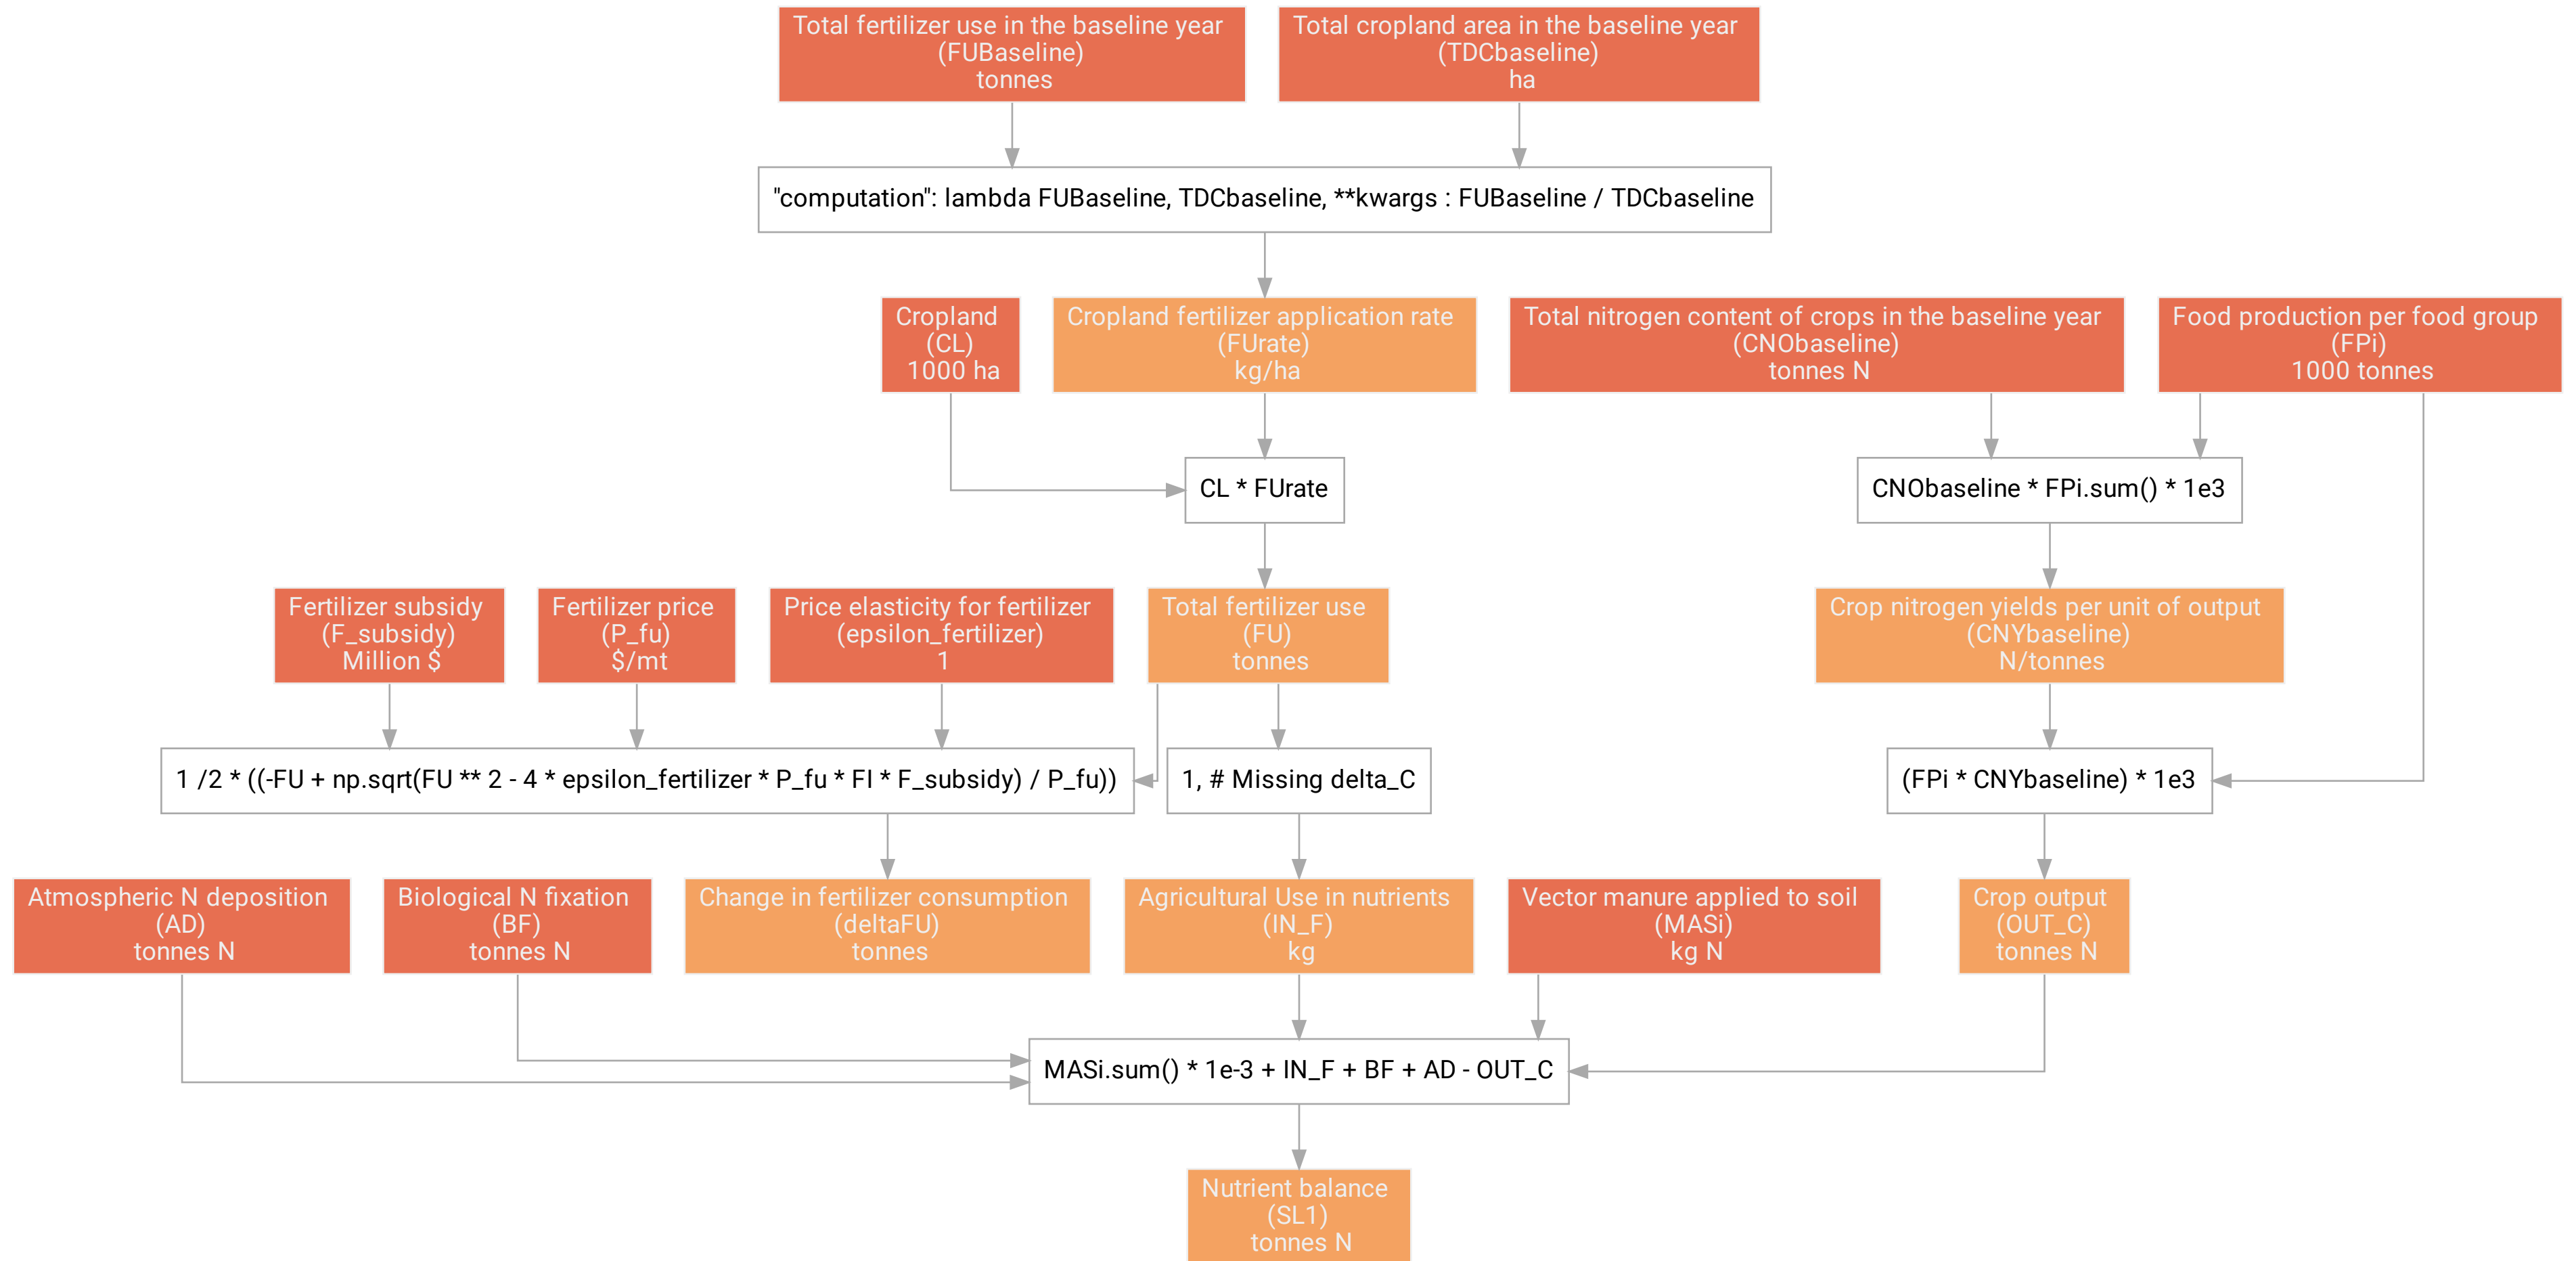 Total fertilizer use in the baseline year
(FUBaseline)
tonnes
Total cropland area in the baseline year
(TDCbaseline)
ha
"computation": lambda FUBaseline, TDCbaseline, **kwargs : FUBaseline / TDCbaseline
Cropland
(CL)
1000 ha
Cropland fertilizer application rate
(FUrate)
kg/ha
Total nitrogen content of crops in the baseline year
(CNObaseline)
tonnes N
Food production per food group
(FPi)
1000 tonnes
CL * FUrate
CNObaseline * FPi.sum() * 1e3
Fertilizer subsidy
(F_subsidy)
Million $
Fertilizer price
(P_fu)
$/mt
Price elasticity for fertilizer
(epsilon_fertilizer)
1
Total fertilizer use
(FU)
tonnes
Crop nitrogen yields per unit of output
(CNYbaseline)
N/tonnes
1 /2 * ((-FU + np.sqrt(FU ** 2 - 4 * epsilon_fertilizer * P_fu * FI * F_subsidy) / P_fu))
1, # Missing delta_C
(FPi * CNYbaseline) * 1e3
Atmospheric N deposition
(AD)
tonnes N
Biological N fixation
(BF)
tonnes N
Change in fertilizer consumption
(deltaFU)
tonnes
Agricultural Use in nutrients
(IN_F)
kg
Vector manure applied to soil
(MASi)
kg N
Crop output
(OUT_C)
tonnes N
MASi.sum() * 1e-3 + IN_F + BF + AD - OUT_C
Nutrient balance
(SL1)
tonnes N